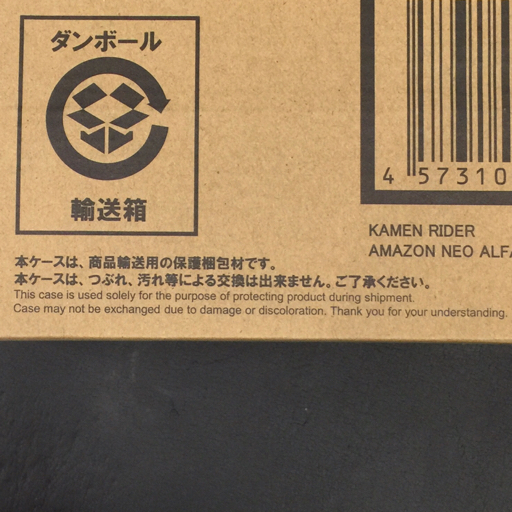 ダンボール
輸送箱
4 57310
KAMEN RIDER
AMAZON NEO ALFA
本ケースは、商品輸送用の保護梱包材です。
本ケースは、つぶれ、汚れ等による交換は出来ません。ご了承ください。
This case is used solely for the purpose of protecting product during shipment.
Case may not be exchanged due to damage or discoloration. Thank you for your understanding.